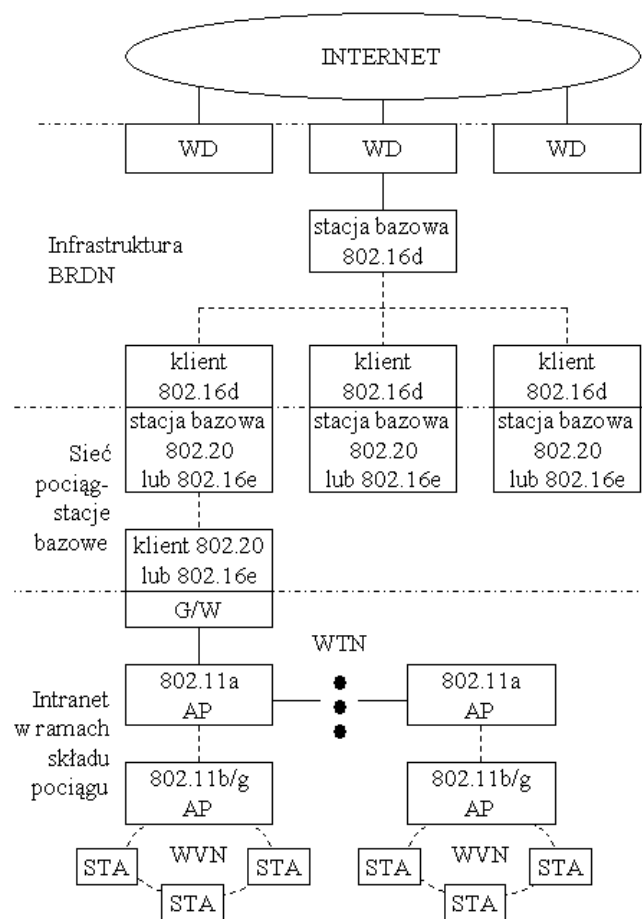 INTERNET
WD
WD
WD
stacja bazowa
802.16d
Infrastruktura
BRDN
klient
802.16d
klient
802.16d
klient
802.16d
stacja bazowa
802.20
lub 802.16e
stacja bazowa
802.20
lub 802.16e
stacja bazowa
802.20
lub 802.16e
Sieć
pociąg-
stacje
bazowe
klient 802.20
lub 802.16e
G/W
WTN
802.11a
AP
802.11a
AP
Intranet
w ramach
składu
pociągu
802.11b/g
AP
802.11b/g
AP
STA
WVN
STA
STA
STA
WVN
STA
STA